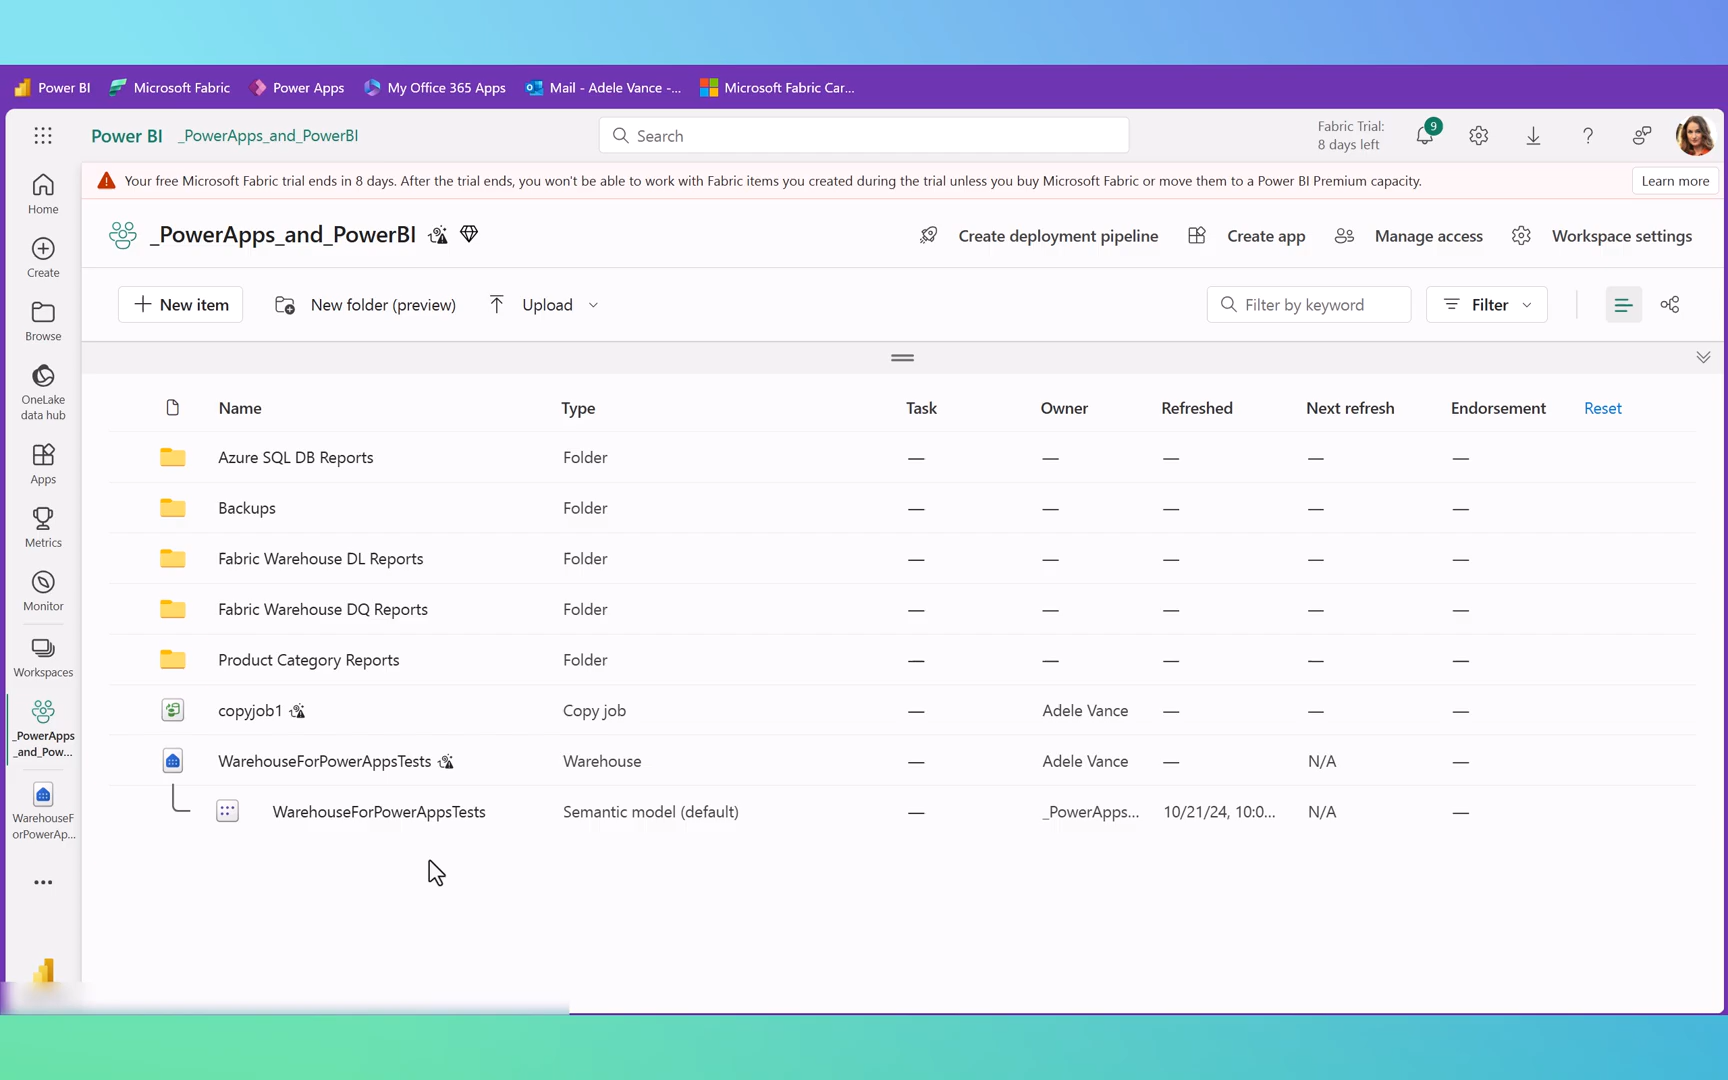 Power BI Microsoft Fabric Power Apps My Office 365 Apps Mail - Adele Vance -... Microsoft Fabric Car...
Power BI _PowerApps_and_PowerBI Search Fabric Trial: 9
8 days left
Your free Microsoft Fabric trial ends in 8 days. After the trial ends, you won't be able to work with Fabric items you created during the trial unless you buy Microsoft Fabric or move them to a Power BI Premium capacity. Learn more
Home
Create
Browse
OneLake
data hub
Apps
Metrics
Monitor
Workspaces
_PowerApps
_and_Pow...
WarehouseF
orPowerAp...
_PowerApps_and_PowerBI Create deployment pipeline Create app Manage access Workspace settings
New item New folder (preview) Upload Filter by keyword Filter
Name Type Task Owner Refreshed Next refresh Endorsement Reset
Azure SQL DB Reports Folder — — — — —
Backups Folder — — — — —
Fabric Warehouse DL Reports Folder — — — — —
Fabric Warehouse DQ Reports Folder — — — — —
Product Category Reports Folder — — — — —
copyjob1 Copy job — Adele Vance — — —
WarehouseForPowerAppsTests Warehouse — Adele Vance — N/A —
WarehouseForPowerAppsTests Semantic model (default) — _PowerApps... 10/21/24, 10:0... N/A —